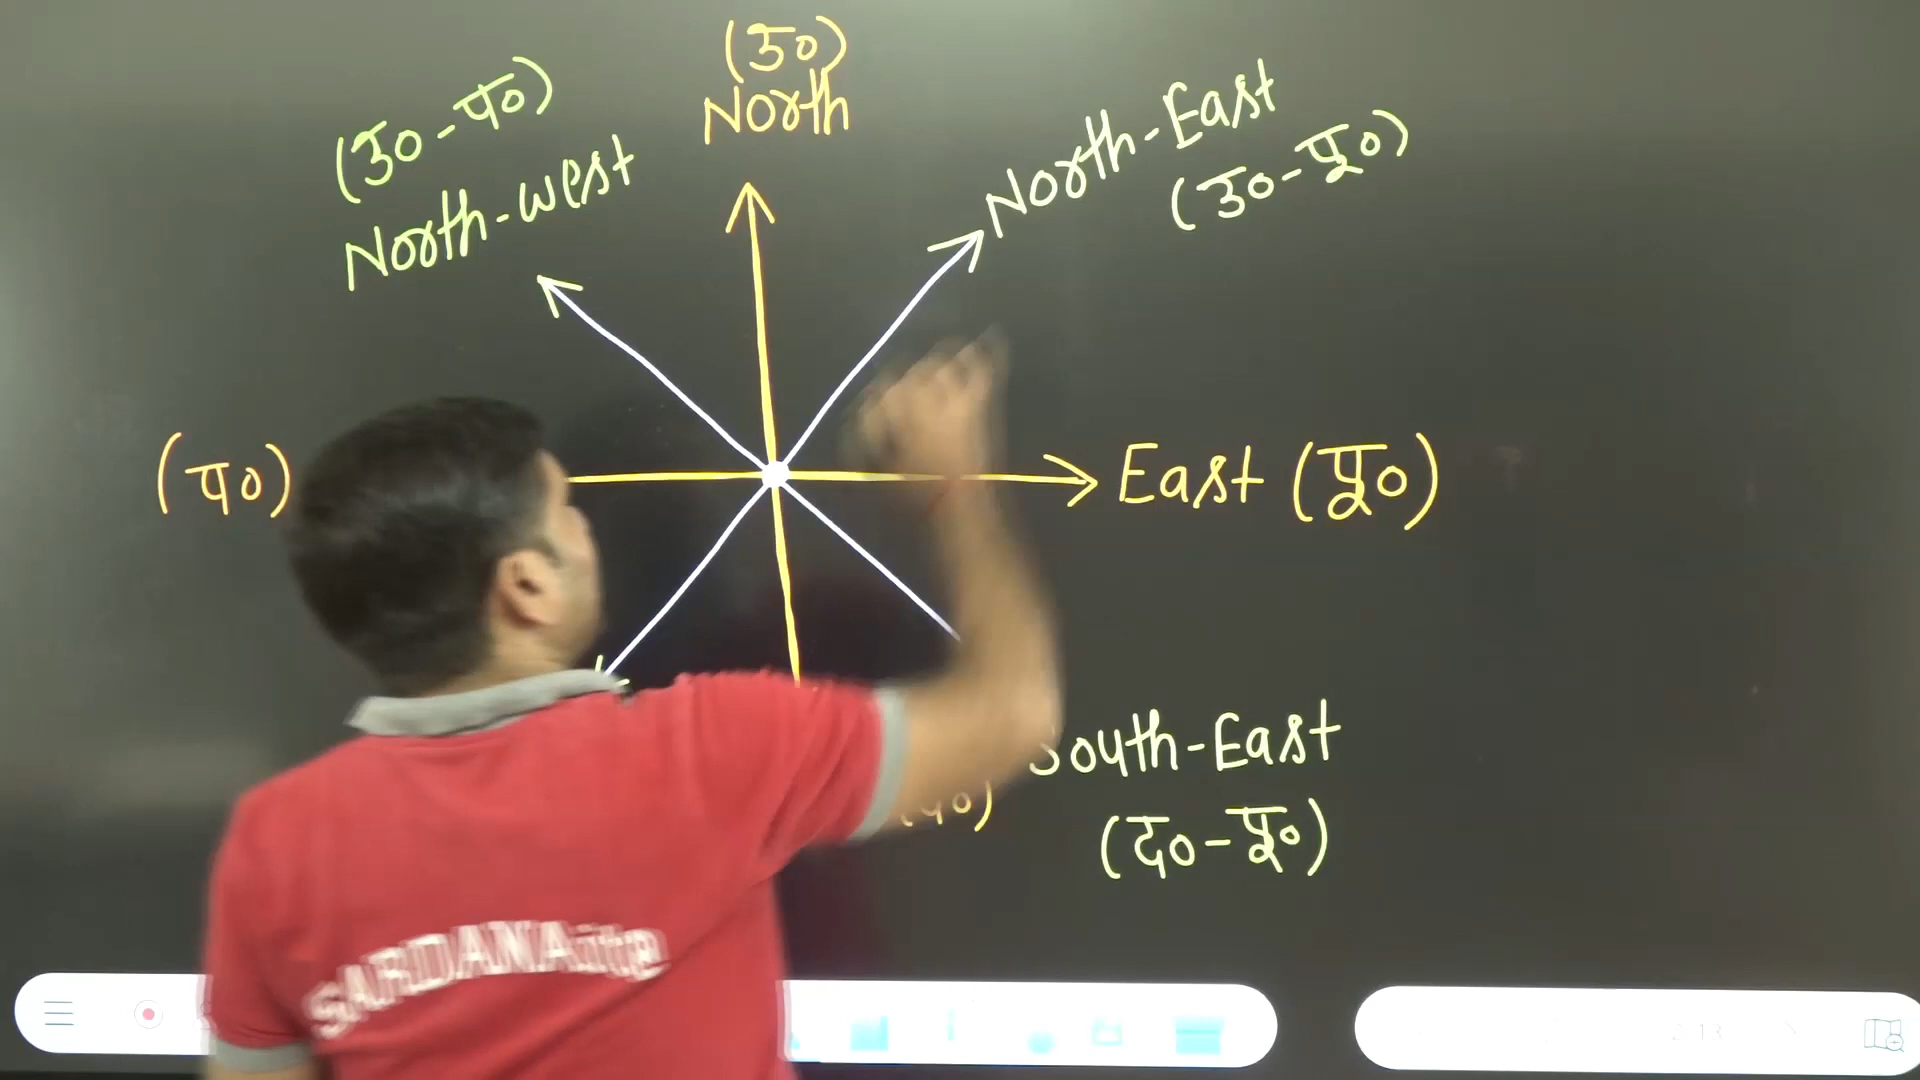 (उ०)
North
(उ०-प०)
North-west
North-East
(उ०-पू०)
(प०)
East (पू०)
South-East
(द०-पू०)
SARDANAite